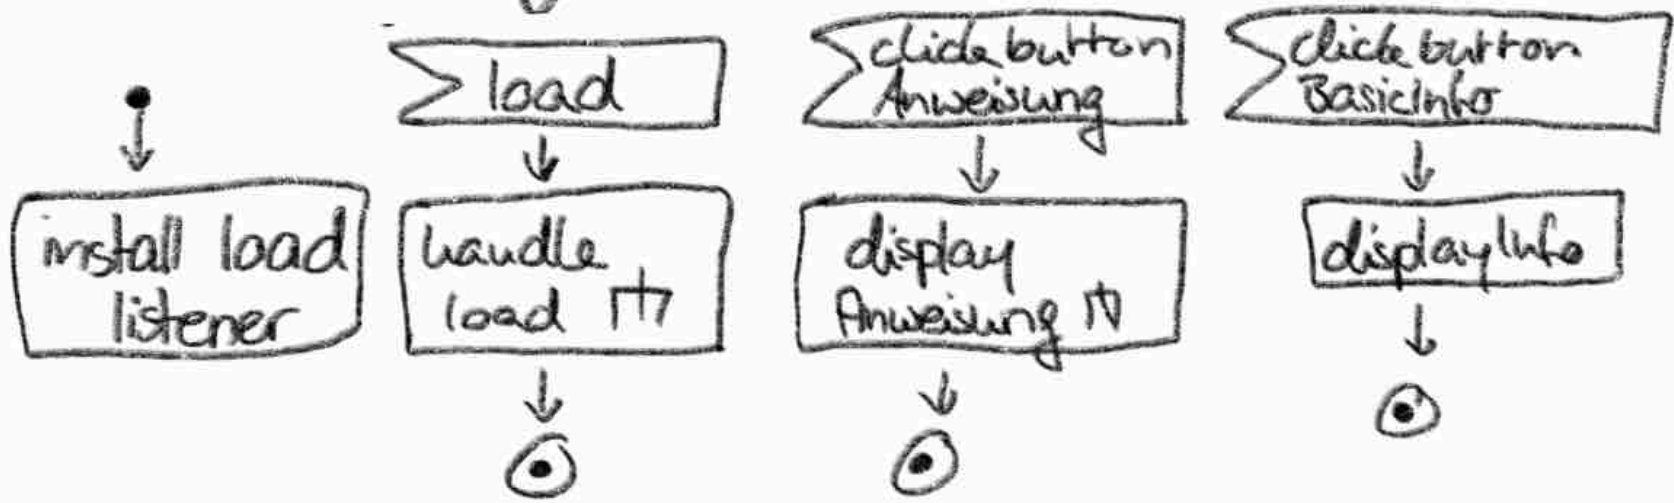 load
click button
Anweisung
click button
BasicInfo
install load
listener
handle
load
display
Anweisung
displayInfo